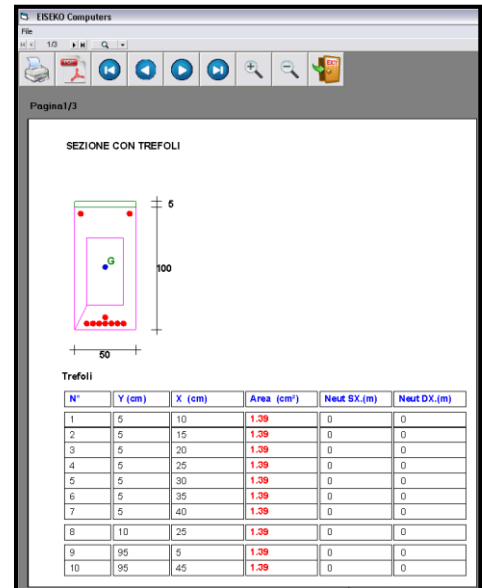 EISEKO Computers
File
1/3
EXIT
Pagina1/3
SEZIONE CON TREFOLI
5
G
100
50
Trefoli
N° Y (cm) X (cm) Area (cm²) Neut SX.(m) Neut DX.(m)
1 5 10 1.39 0 0
2 5 15 1.39 0 0
3 5 20 1.39 0 0
4 5 25 1.39 0 0
5 5 30 1.39 0 0
6 5 35 1.39 0 0
7 5 40 1.39 0 0
8 10 25 1.39 0 0
9 95 5 1.39 0 0
10 95 45 1.39 0 0